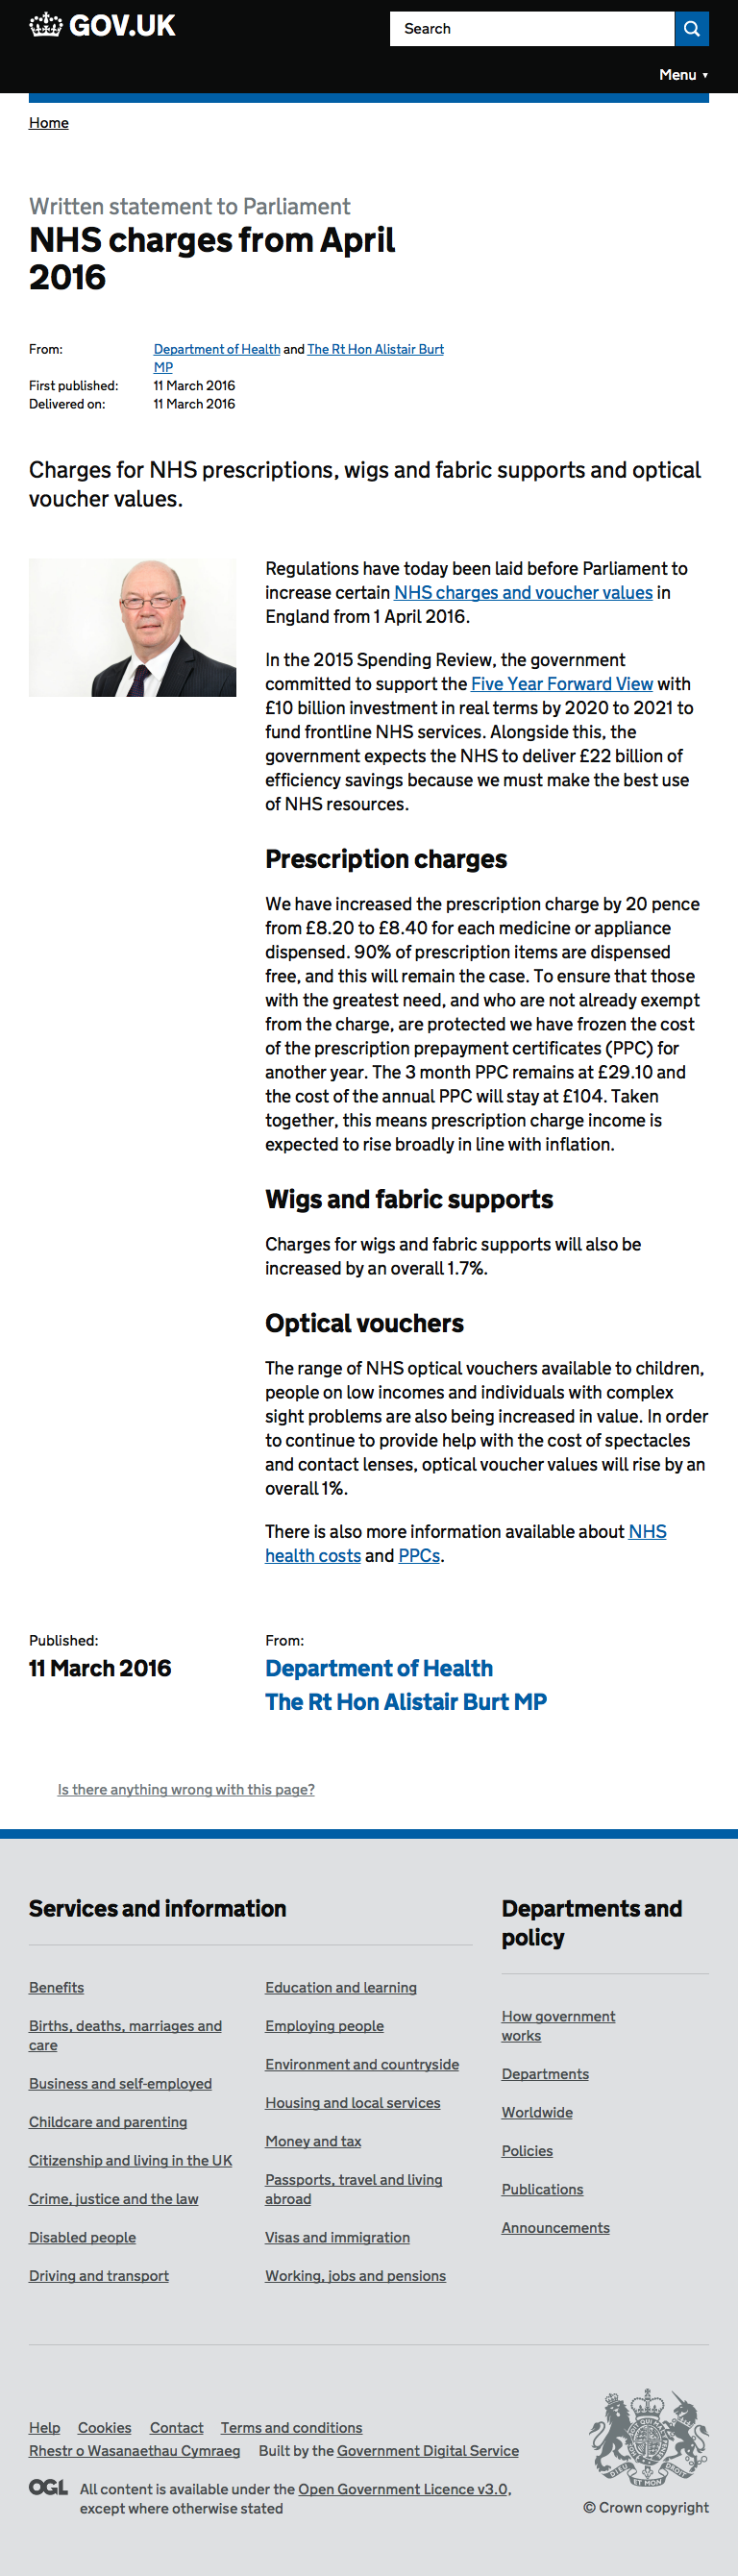 GOV.UK
Search
Menu ▼
Home
Written statement to Parliament
NHS charges from April
2016
From: Department of Health and The Rt Hon Alistair Burt
MP
First published: 11 March 2016
Delivered on: 11 March 2016
Charges for NHS prescriptions, wigs and fabric supports and optical
voucher values.
Regulations have today been laid before Parliament to
increase certain NHS charges and voucher values in
England from 1 April 2016.
In the 2015 Spending Review, the government
committed to support the Five Year Forward View with
£10 billion investment in real terms by 2020 to 2021 to
fund frontline NHS services. Alongside this, the
government expects the NHS to deliver £22 billion of
efficiency savings because we must make the best use
of NHS resources.
Prescription charges
We have increased the prescription charge by 20 pence
from £8.20 to £8.40 for each medicine or appliance
dispensed. 90% of prescription items are dispensed
free, and this will remain the case. To ensure that those
with the greatest need, and who are not already exempt
from the charge, are protected we have frozen the cost
of the prescription prepayment certificates (PPC) for
another year. The 3 month PPC remains at £29.10 and
the cost of the annual PPC will stay at £104. Taken
together, this means prescription charge income is
expected to rise broadly in line with inflation.
Wigs and fabric supports
Charges for wigs and fabric supports will also be
increased by an overall 1.7%.
Optical vouchers
The range of NHS optical vouchers available to children,
people on low incomes and individuals with complex
sight problems are also being increased in value. In order
to continue to provide help with the cost of spectacles
and contact lenses, optical voucher values will rise by an
overall 1%.
There is also more information available about NHS
health costs and PPCs.
Published:
11 March 2016
From:
Department of Health
The Rt Hon Alistair Burt MP
Is there anything wrong with this page?
Services and information
Benefits
Births, deaths, marriages and
care
Business and self-employed
Childcare and parenting
Citizenship and living in the UK
Crime, justice and the law
Disabled people
Driving and transport
Education and learning
Employing people
Environment and countryside
Housing and local services
Money and tax
Passports, travel and living
abroad
Visas and immigration
Working, jobs and pensions
Departments and
policy
How government
works
Departments
Worldwide
Policies
Publications
Announcements
Help Cookies Contact Terms and conditions
Rhestr o Wasanaethau Cymraeg Built by the Government Digital Service
OGL All content is available under the Open Government Licence v3.0,
except where otherwise stated
DIEU ET MON DROIT
© Crown copyright